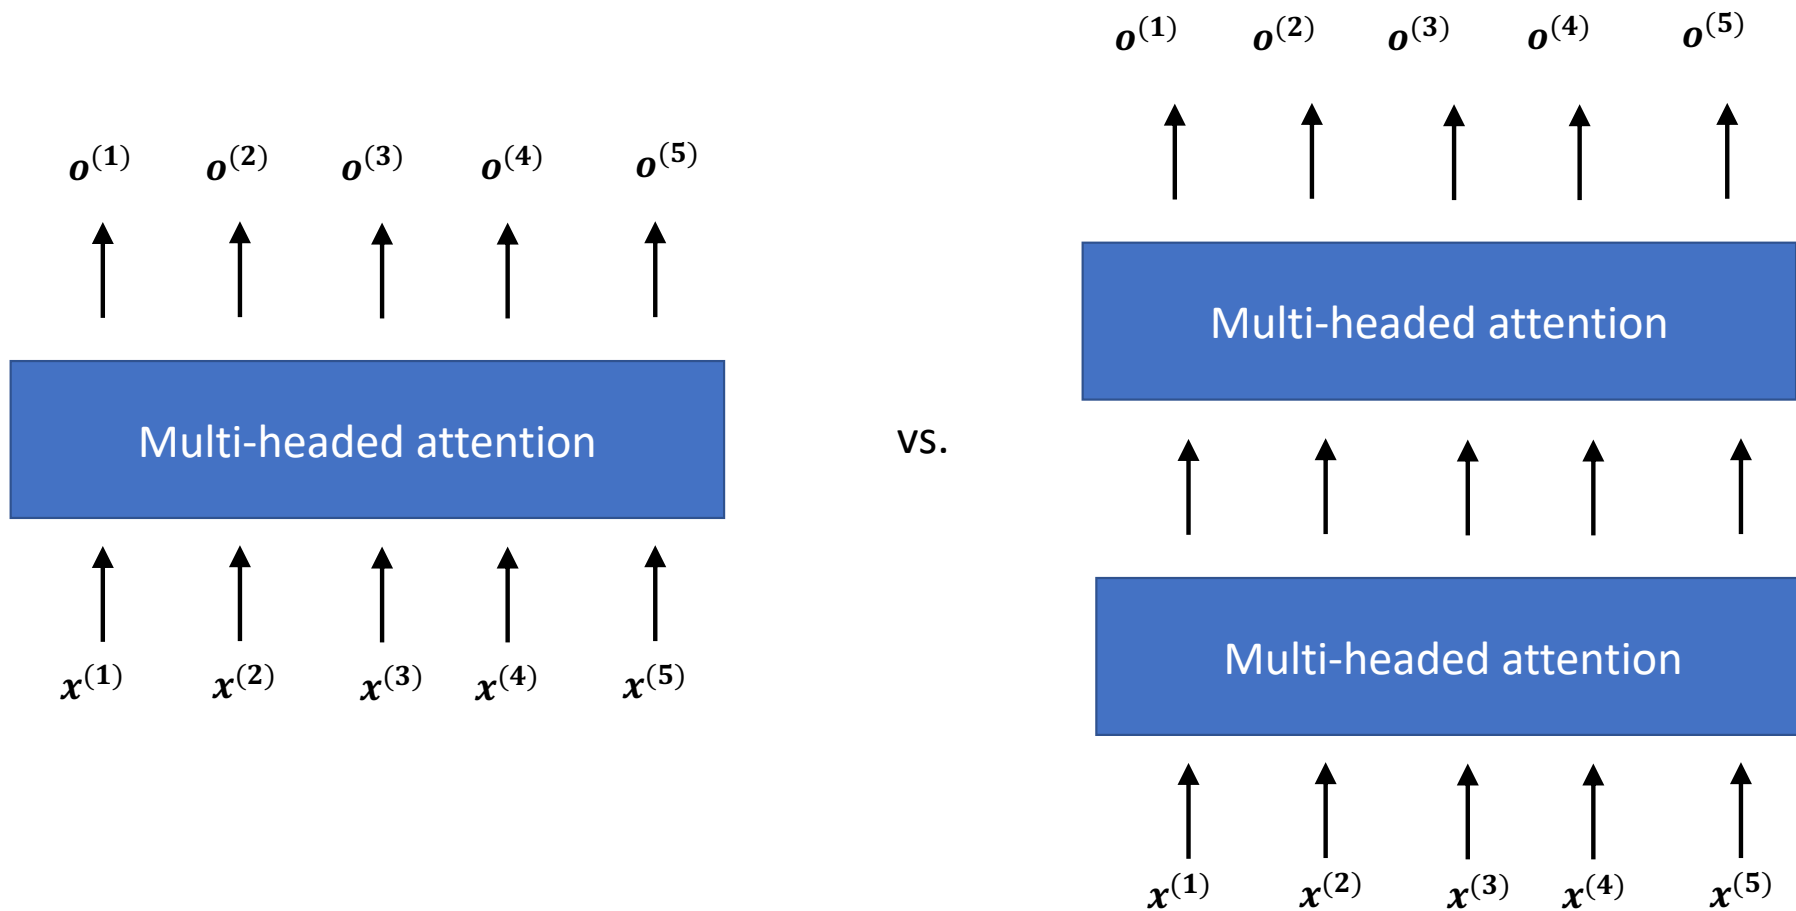 o^(1) o^(2) o^(3) o^(4) o^(5)
Multi-headed attention
x^(1) x^(2) x^(3) x^(4) x^(5)
vs.
o^(1) o^(2) o^(3) o^(4) o^(5)
Multi-headed attention
Multi-headed attention
x^(1) x^(2) x^(3) x^(4) x^(5)